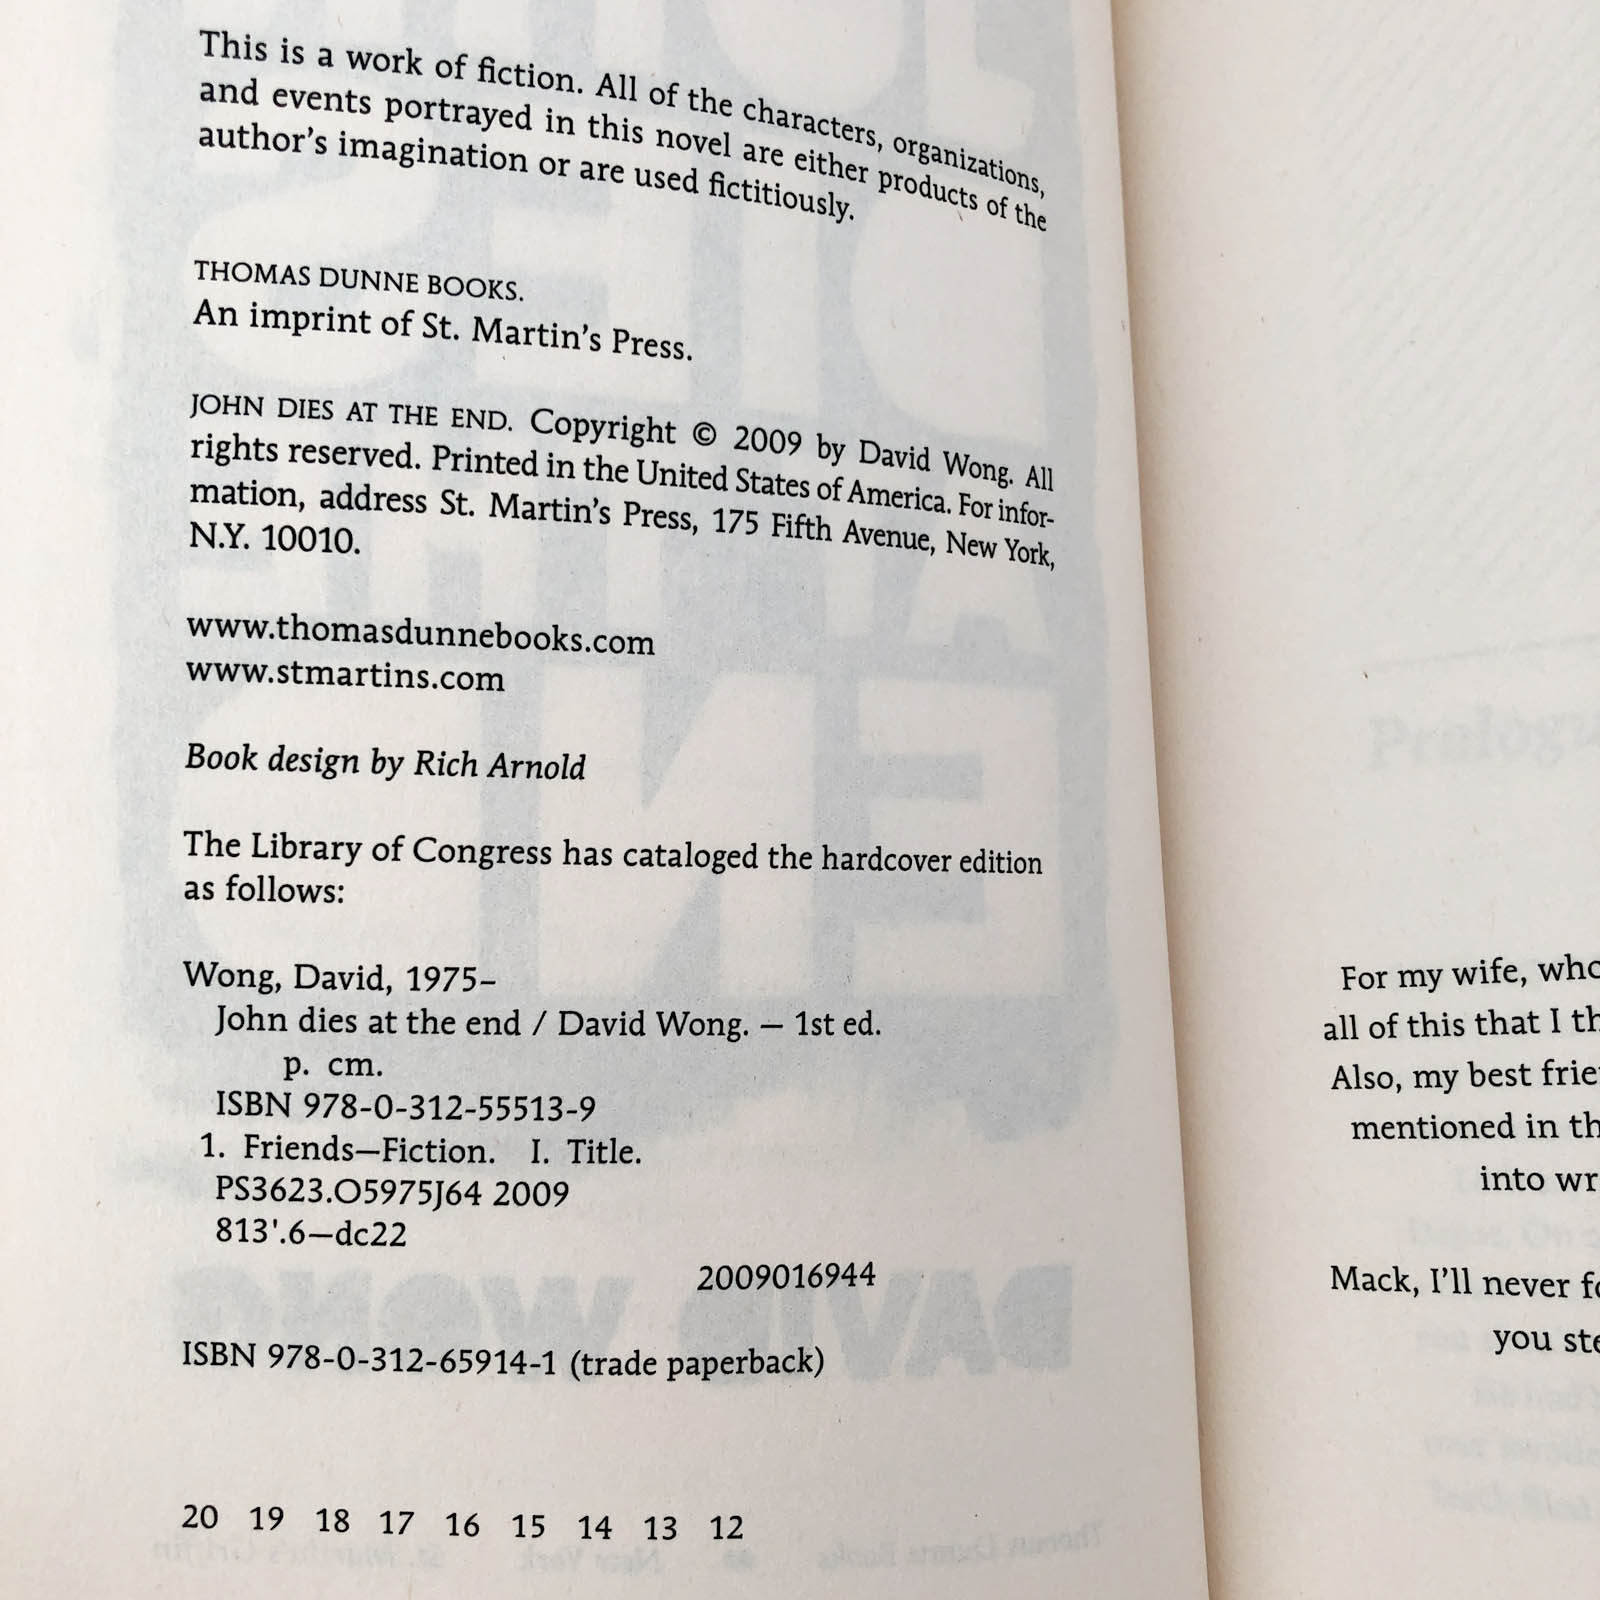 This is a work of fiction. All of the characters, organizations,
and events portrayed in this novel are either products of the
author's imagination or are used fictitiously.
THOMAS DUNNE BOOKS.
An imprint of St. Martin's Press.
JOHN DIES AT THE END. Copyright © 2009 by David Wong. All
rights reserved. Printed in the United States of America. For infor-
mation, address St. Martin's Press, 175 Fifth Avenue, New York,
N.Y. 10010.
www.thomasdunnebooks.com
www.stmartins.com
Book design by Rich Arnold
The Library of Congress has cataloged the hardcover edition
as follows:
Wong, David, 1975–
John dies at the end / David Wong. — 1st ed.
p. cm.
ISBN 978-0-312-55513-9
1. Friends—Fiction. I. Title.
PS3623.O5975J64 2009
813'.6—dc22
2009016944
ISBN 978-0-312-65914-1 (trade paperback)
20 19 18 17 16 15 14 13 12
For my wife,
all of this that I
Also, my best
mentioned in
into
Mack, I'll never
you